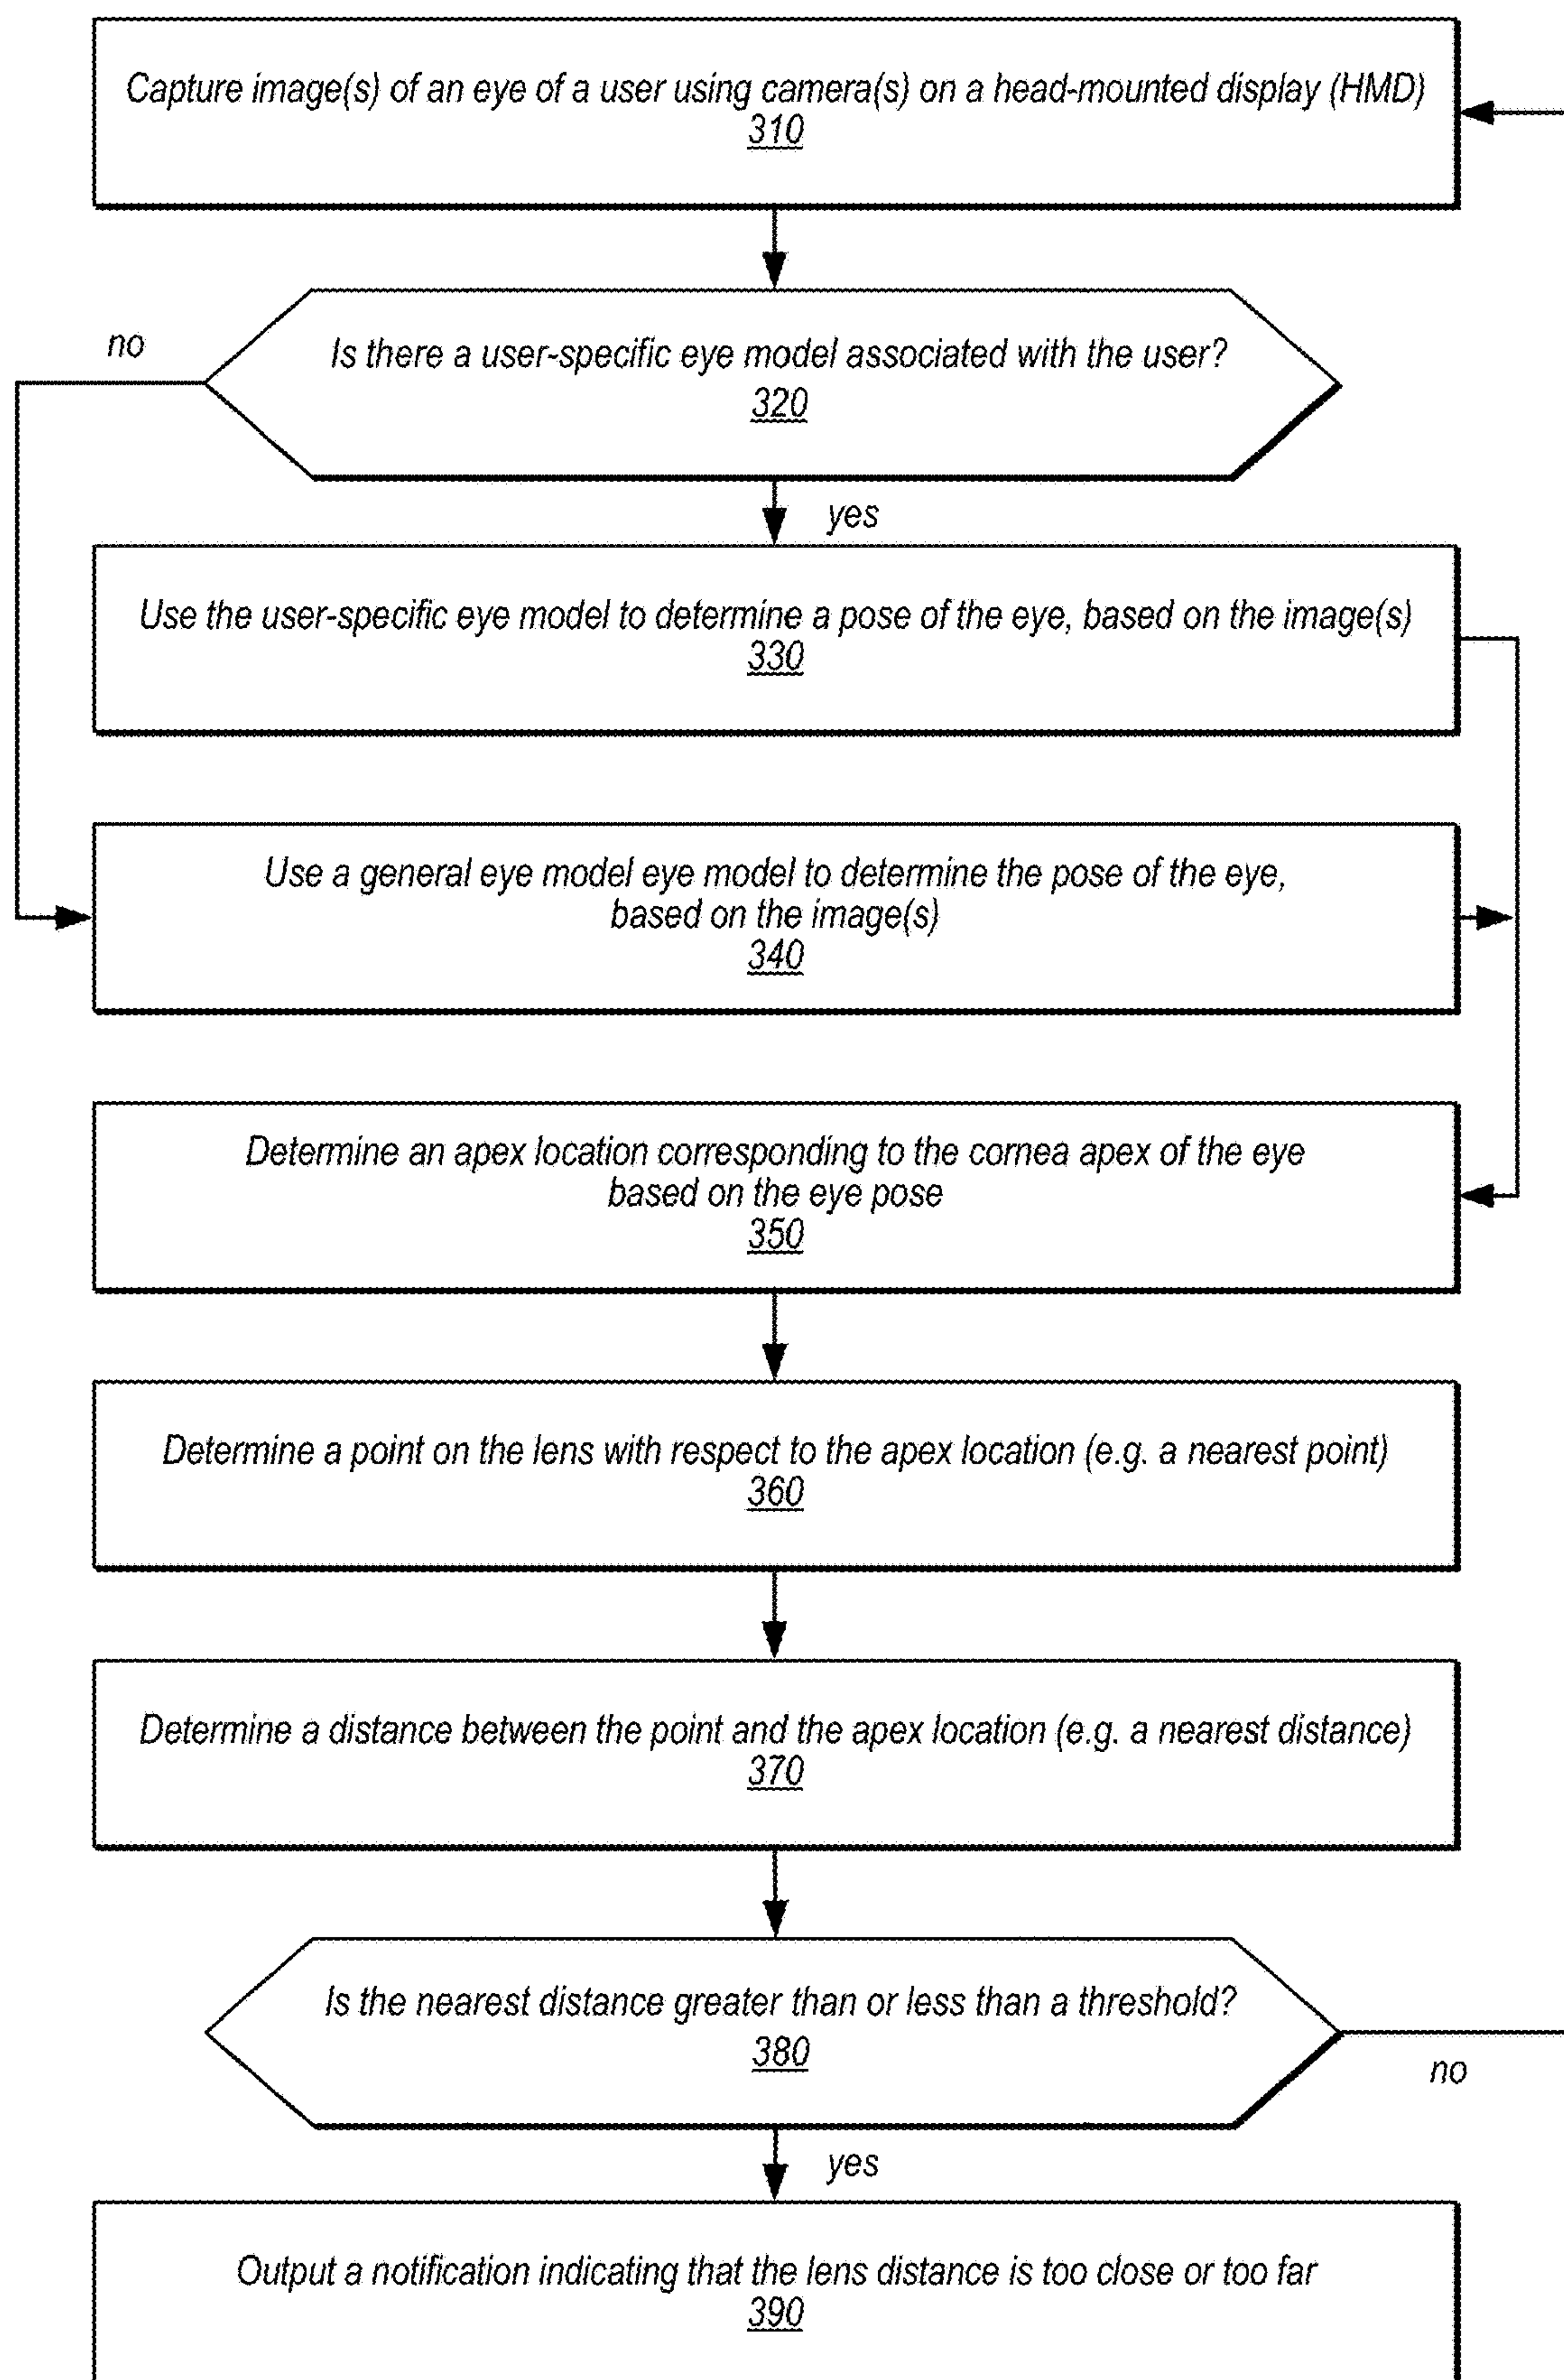 Capture image(s) of an eye of a user using camera(s) on a head-mounted display (HMD)
310
no
Is there a user-specific eye model associated with the user?
320
yes
Use the user-specific eye model to determine a pose of the eye, based on the image(s)
330
Use a general eye model eye model to determine the pose of the eye,
based on the image(s)
340
Determine an apex location corresponding to the cornea apex of the eye
based on the eye pose
350
Determine a point on the lens with respect to the apex location (e.g. a nearest point)
360
Determine a distance between the point and the apex location (e.g. a nearest distance)
370
Is the nearest distance greater than or less than a threshold?
380
no
yes
Output a notification indicating that the lens distance is too close or too far
390